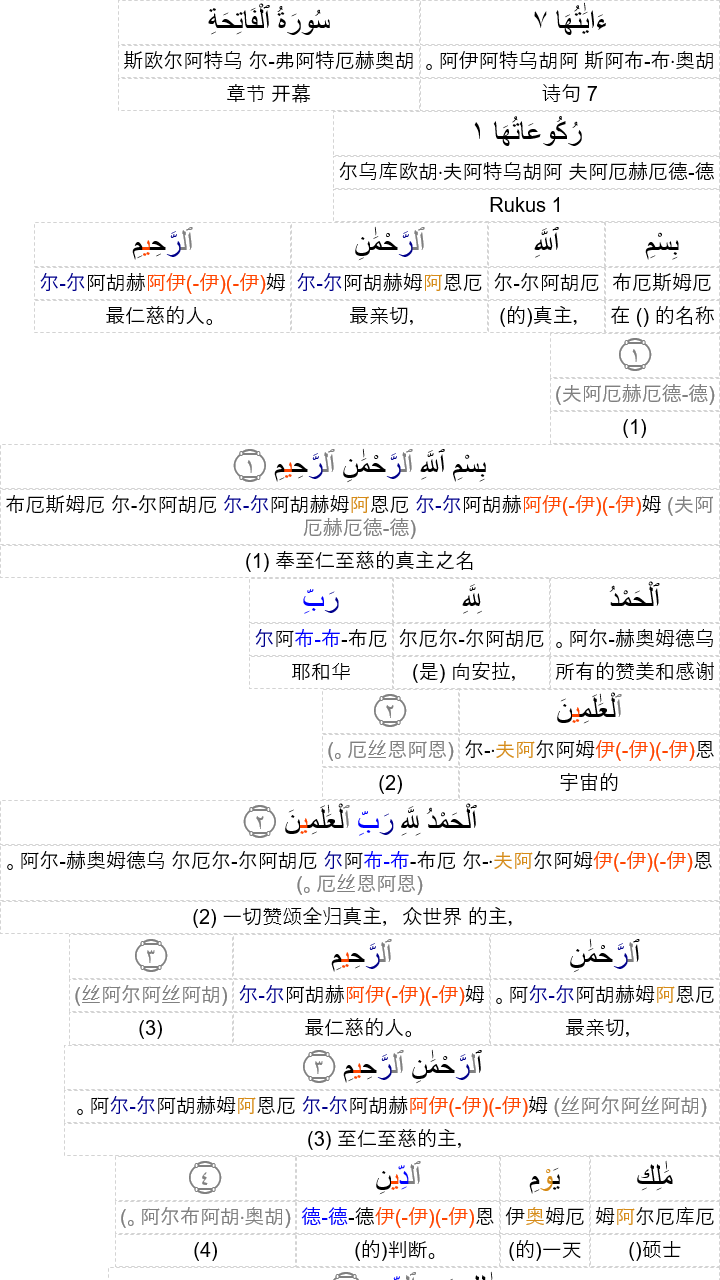 سُورَةُ ٱلْفَاتِحَةِ ءَايَٰتُهَا ٧
斯欧尔阿特乌 尔-弗阿特厄赫奥胡 。阿伊阿特乌胡阿 斯阿布-布·奥胡
章节 开幕 诗句 7
رُكُوعَاتُهَا ١
尔乌库欧胡·夫阿特乌胡阿 夫阿厄赫厄德-德
Rukus 1
بِسْمِ ٱللَّهِ ٱلرَّحْمَٰنِ ٱلرَّحِيمِ
尔-尔阿胡赫阿伊(-伊)(-伊)姆 尔-尔阿胡赫姆阿恩厄 尔-尔阿胡厄 布厄斯姆厄
最仁慈的人。 最亲切， (的)真主， 在 () 的名称
١
(夫阿厄赫厄德-德)
(1)
بِسْمِ ٱللَّهِ ٱلرَّحْمَٰنِ ٱلرَّحِيمِ ١
布厄斯姆厄 尔-尔阿胡厄 尔-尔阿胡赫姆阿恩厄 尔-尔阿胡赫阿伊(-伊)(-伊)姆 (夫阿
厄赫厄德-德)
(1) 奉至仁至慈的真主之名
ٱلْحَمْدُ لِلَّهِ رَبِّ
尔阿布-布-布厄 尔厄尔-尔阿胡厄 。阿尔-赫奥姆德乌
耶和华 (是) 向安拉， 所有的赞美和感谢
ٱلْعَٰلَمِينَ ٢
(。厄丝恩阿恩) 尔-·夫阿尔阿姆伊(-伊)(-伊)恩
(2) 宇宙的
ٱلْحَمْدُ لِلَّهِ رَبِّ ٱلْعَٰلَمِينَ ٢
。阿尔-赫奥姆德乌 尔厄尔-尔阿胡厄 尔阿布-布-布厄 尔-·夫阿尔阿姆伊(-伊)(-伊)恩
(。厄丝恩阿恩)
(2) 一切赞颂全归真主，众世界 的主，
ٱلرَّحْمَٰنِ ٱلرَّحِيمِ ٣
(丝阿尔阿丝阿胡) 尔-尔阿胡赫阿伊(-伊)(-伊)姆 。阿尔-尔阿胡赫姆阿恩厄
(3) 最仁慈的人。 最亲切，
ٱلرَّحْمَٰنِ ٱلرَّحِيمِ ٣
。阿尔-尔阿胡赫姆阿恩厄 尔-尔阿胡赫阿伊(-伊)(-伊)姆 (丝阿尔阿丝阿胡)
(3) 至仁至慈的主，
مَٰلِكِ يَوْمِ ٱلدِّينِ ٤
(。阿尔布阿胡·奥胡) 德-德-德伊(-伊)(-伊)恩 伊奥姆厄 姆阿尔厄库厄
(4) (的)判断。 (的)一天 ()硕士